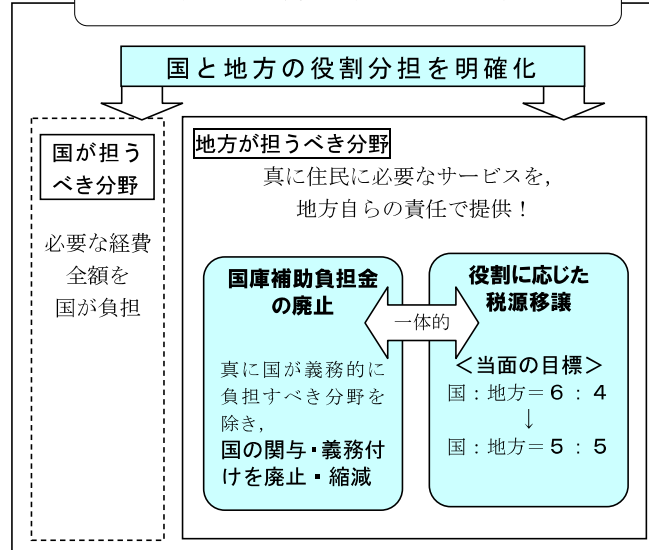 国と地方の役割分担を明確化
国が担う
べき分野
必要な経費
全額を
国が負担
地方が担うべき分野
真に住民に必要なサービスを，
地方自らの責任で提供！
国庫補助負担金
の廃止
真に国が義務的に
負担すべき分野を
除き，
国の関与・義務付
けを廃止・縮減
一体的
役割に応じた
税源移譲
＜当面の目標＞
国：地方＝６：４
↓
国：地方＝５：５